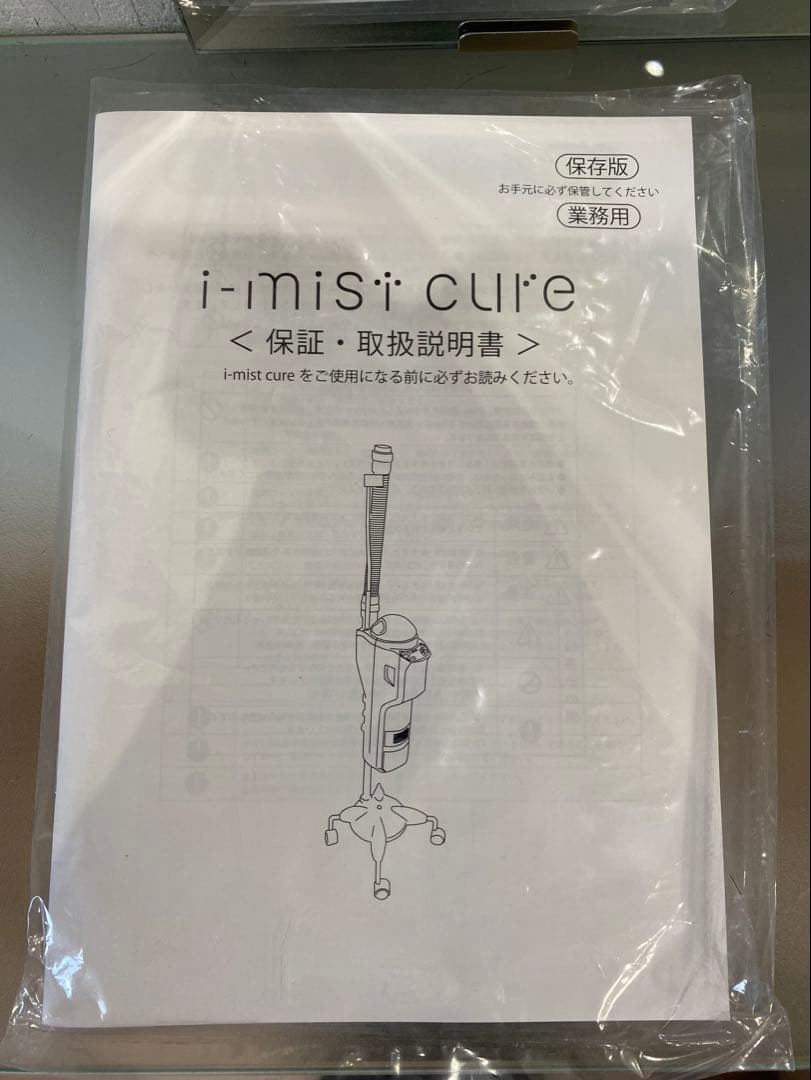 保存版
お手元に必ず保管してください
業務用
i-mist cure
＜ 保証・取扱説明書 ＞
i-mist cure をご使用になる前に必ずお読みください。